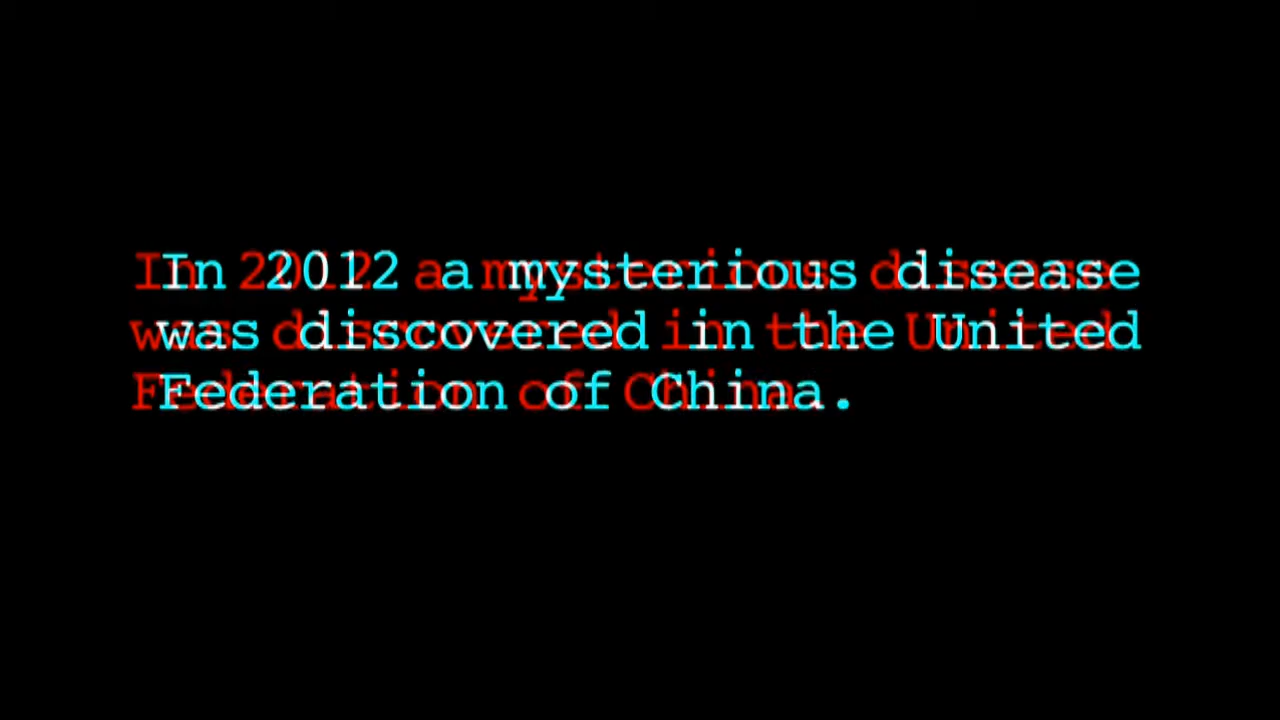 In 2012 a mysterious disease
was discovered in the United
Federation of China.